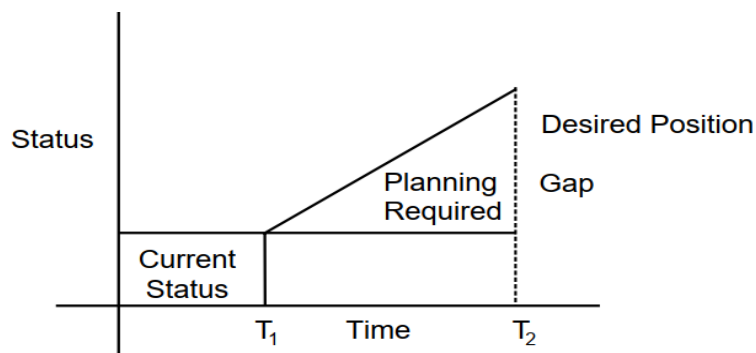 Status
Desired Position
Planning
Required
Gap
Current
Status
T₁
Time
T₂